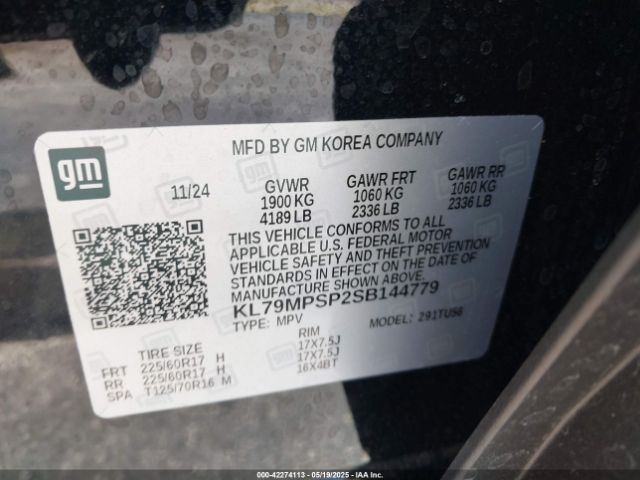 gm
MFD BY GM KOREA COMPANY
11/24
GVWR GAWR FRT GAWR RR
1900 KG 1060 KG 1060 KG
4189 LB 2336 LB 2336 LB
THIS VEHICLE CONFORMS TO ALL
APPLICABLE U.S. FEDERAL MOTOR
VEHICLE SAFETY AND THEFT PREVENTION
STANDARDS IN EFFECT ON THE DATE OF
MANUFACTURE SHOWN ABOVE.
KL79MPSP2SB144779
TYPE: MPV MODEL: 291TU56
TIRE SIZE RIM
FRT 225/60R17 H 17X7.5J
RR 225/60R17 H 17X7.5J
SPA T125/70R16 M 16X4BT
000-42274113 - 05/19/2025 - IAA, Inc.